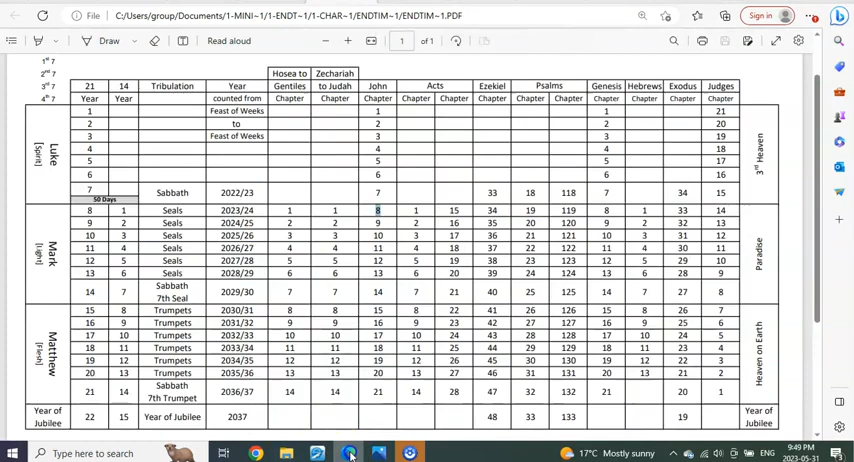 File
C:/Users/group/Documents/1-MINI~1/1-ENDT~1/1-CHAR~1/ENDTIM~1/ENDTIM~1.PDF
Sign in
Draw
Read aloud
1
of 1
1st 7
2nd 7 Hosea to Zechariah
3rd 7 21 14 Tribulation Year Gentiles to Judah John Acts Ezekiel Psalms Genesis Hebrews Exodus Judges
4th 7 Year Year counted from Chapter Chapter Chapter Chapter Chapter Chapter Chapter Chapter Chapter Chapter Chapter Chapter
Luke
[Spirit]
1 Feast of Weeks 1 1 21
2 to 2 2 20
3 Feast of Weeks 3 3 19
4 4 4 18
5 5 5 17
6 6 6 16
7 Sabbath 2022/23 7 33 18 118 7 34 15
50 Days
3rd Heaven
Mark
[Light]
8 1 Seals 2023/24 1 1 8 1 15 34 19 119 8 1 33 14
9 2 Seals 2024/25 2 2 9 2 16 35 20 120 9 2 32 13
10 3 Seals 2025/26 3 3 10 3 17 36 21 121 10 3 31 12
11 4 Seals 2026/27 4 4 11 4 18 37 22 122 11 4 30 11
12 5 Seals 2027/28 5 5 12 5 19 38 23 123 12 5 29 10
13 6 Seals 2028/29 6 6 13 6 20 39 24 124 13 6 28 9
14 7 Sabbath 2029/30 7 7 14 7 21 40 25 125 14 7 27 8
7th Seal
Paradise
Matthew
[Flesh]
15 8 Trumpets 2030/31 8 8 15 8 22 41 26 126 15 8 26 7
16 9 Trumpets 2031/32 9 9 16 9 23 42 27 127 16 9 25 6
17 10 Trumpets 2032/33 10 10 17 10 24 43 28 128 17 10 24 5
18 11 Trumpets 2033/34 11 11 18 11 25 44 29 129 18 11 23 4
19 12 Trumpets 2034/35 12 12 19 12 26 45 30 130 19 12 22 3
20 13 Trumpets 2035/36 13 13 20 13 27 46 31 131 20 13 21 2
21 14 Sabbath 2036/37 14 14 21 14 28 47 32 132 21 20 1
7th Trumpet
Heaven on Earth
Year of Jubilee 22 15 Year of Jubilee 2037 48 33 133 19 Year of Jubilee
Type here to search
17°C Mostly sunny
ENG
9:49 PM
2023-05-31
3